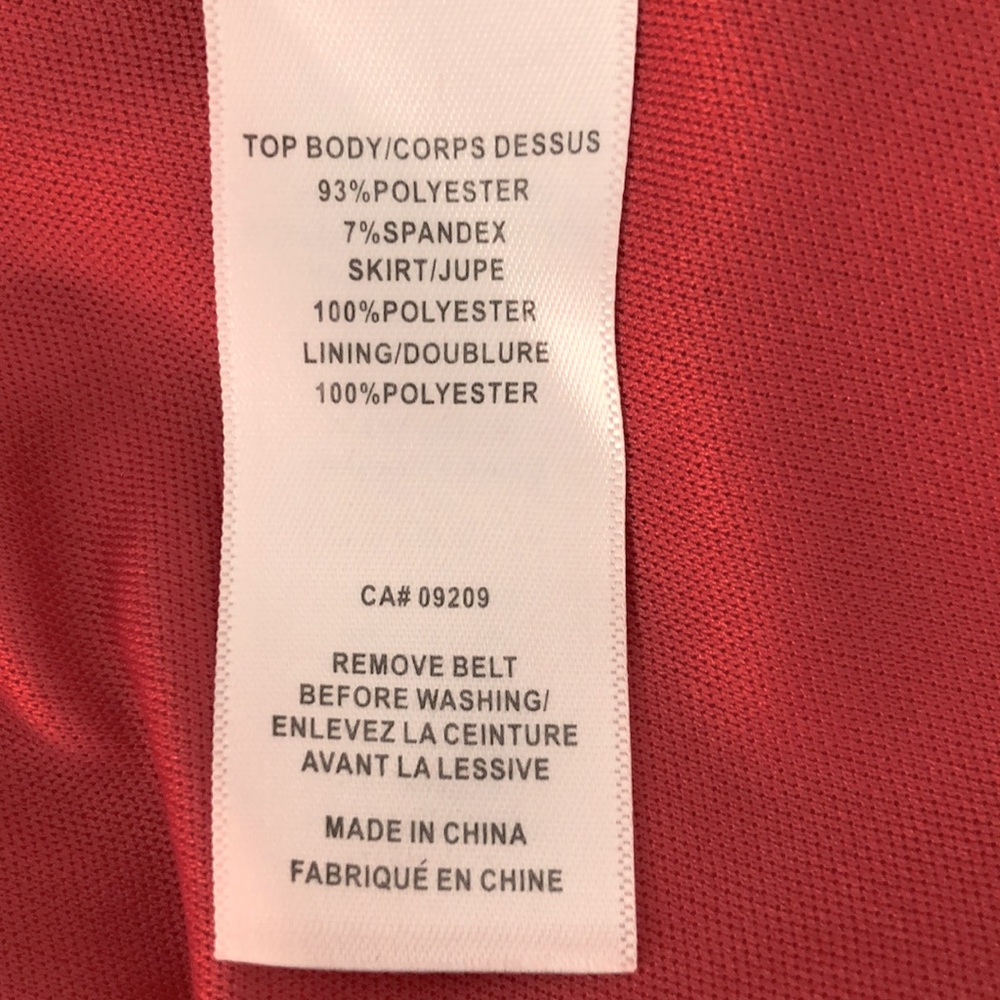 TOP BODY/CORPS DESSUS
93%POLYESTER
7%SPANDEX
SKIRT/JUPE
100%POLYESTER
LINING/DOUBLURE
100%POLYESTER
CA# 09209
REMOVE BELT
BEFORE WASHING/
ENLEVEZ LA CEINTURE
AVANT LA LESSIVE
MADE IN CHINA
FABRIQUÉ EN CHINE